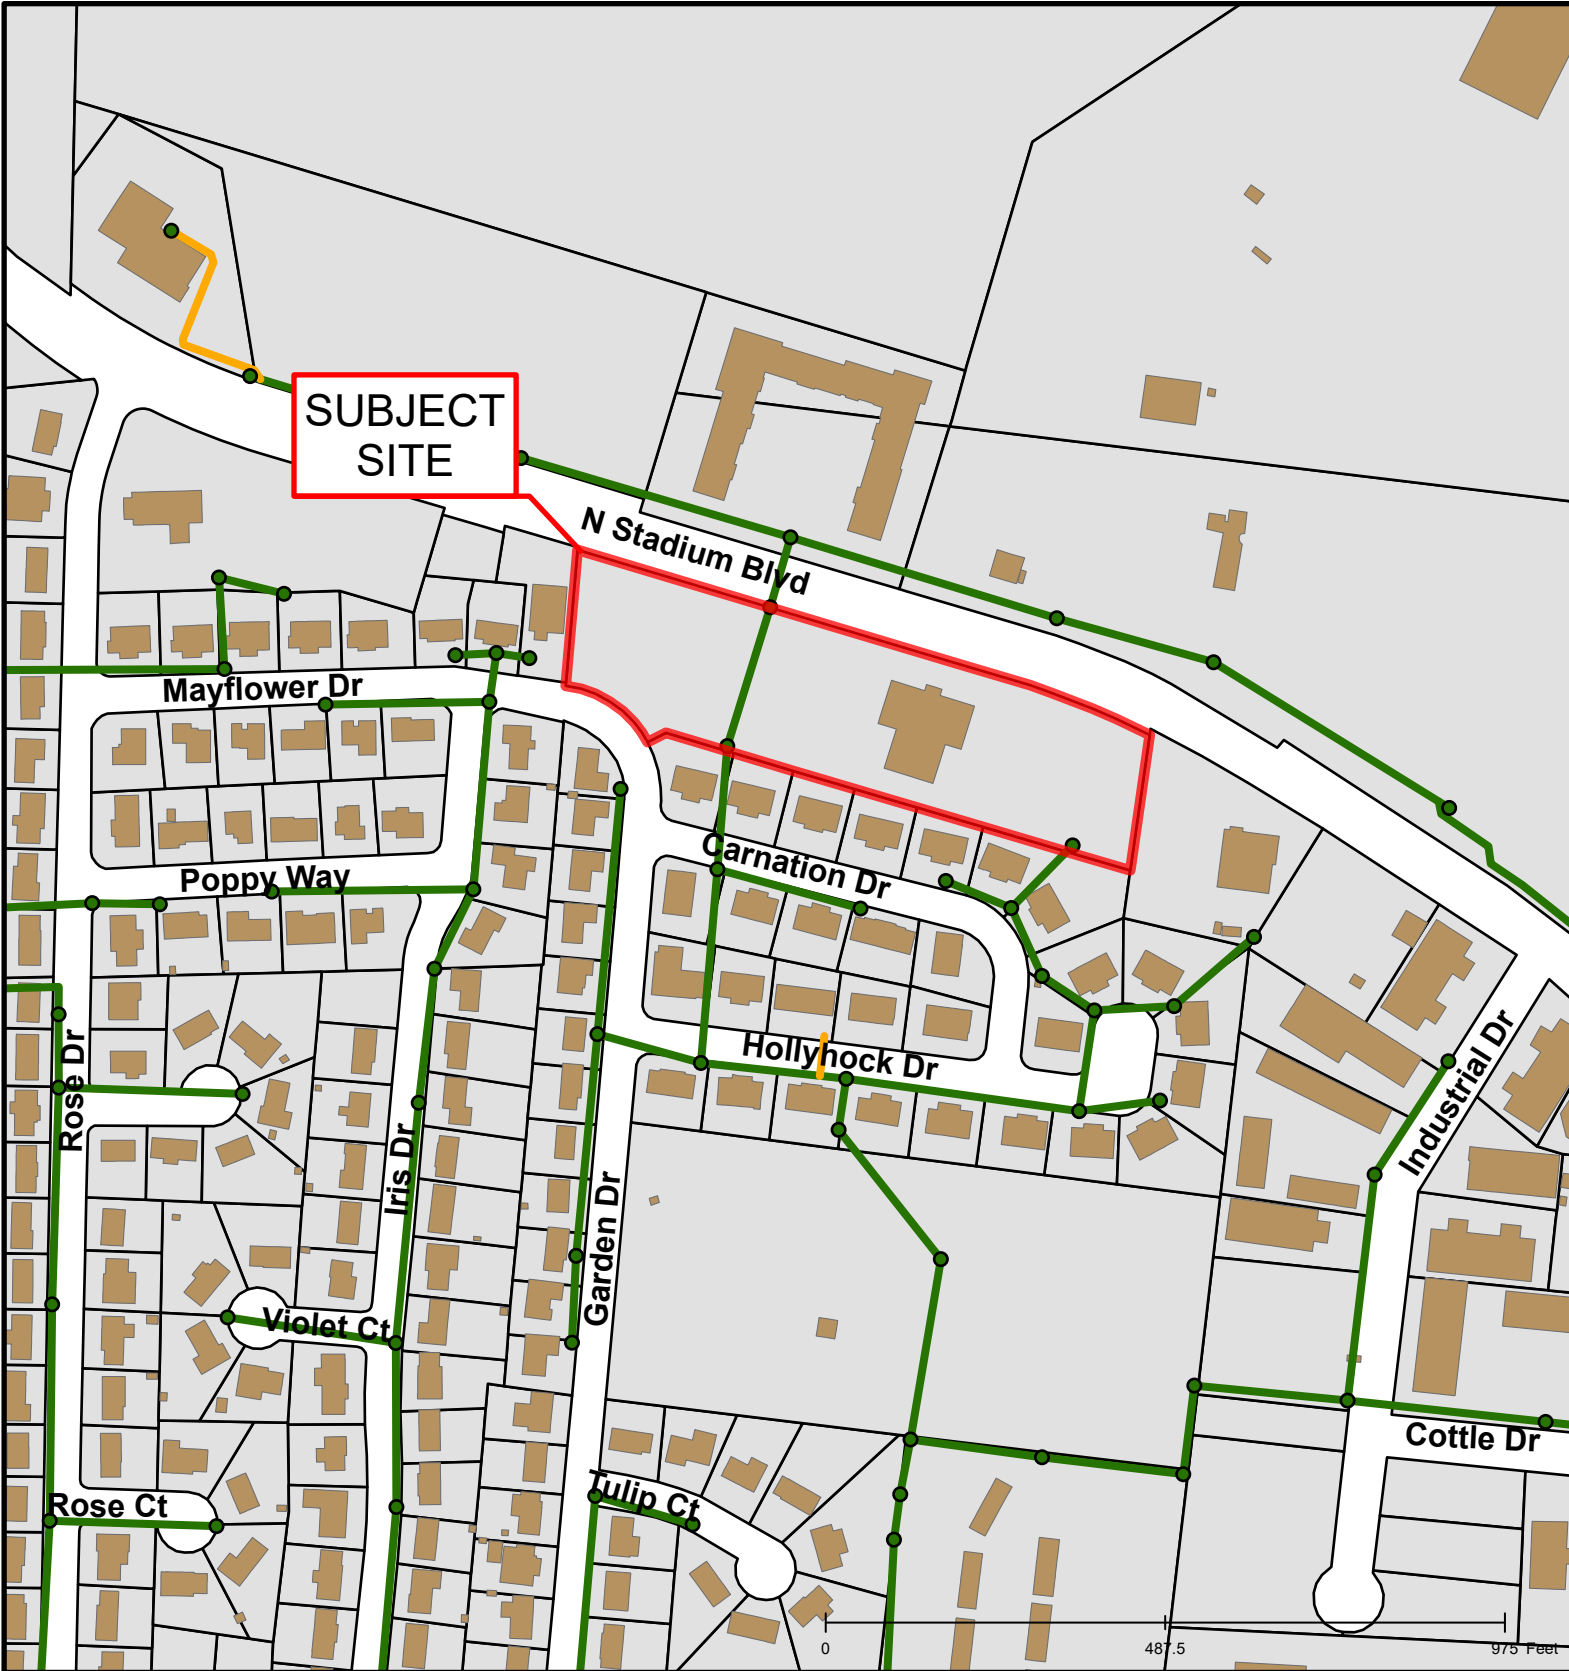 SUBJECT
SITE
N Stadium Blvd
Mayflower Dr
Carnation Dr
Poppy Way
Hollyhock Dr
Rose Dr
Industrial Dr
Iris Dr
Garden Dr
Violet Ct
Cottle Dr
Tulip Ct
Rose Ct
0 487.5 975 Feet